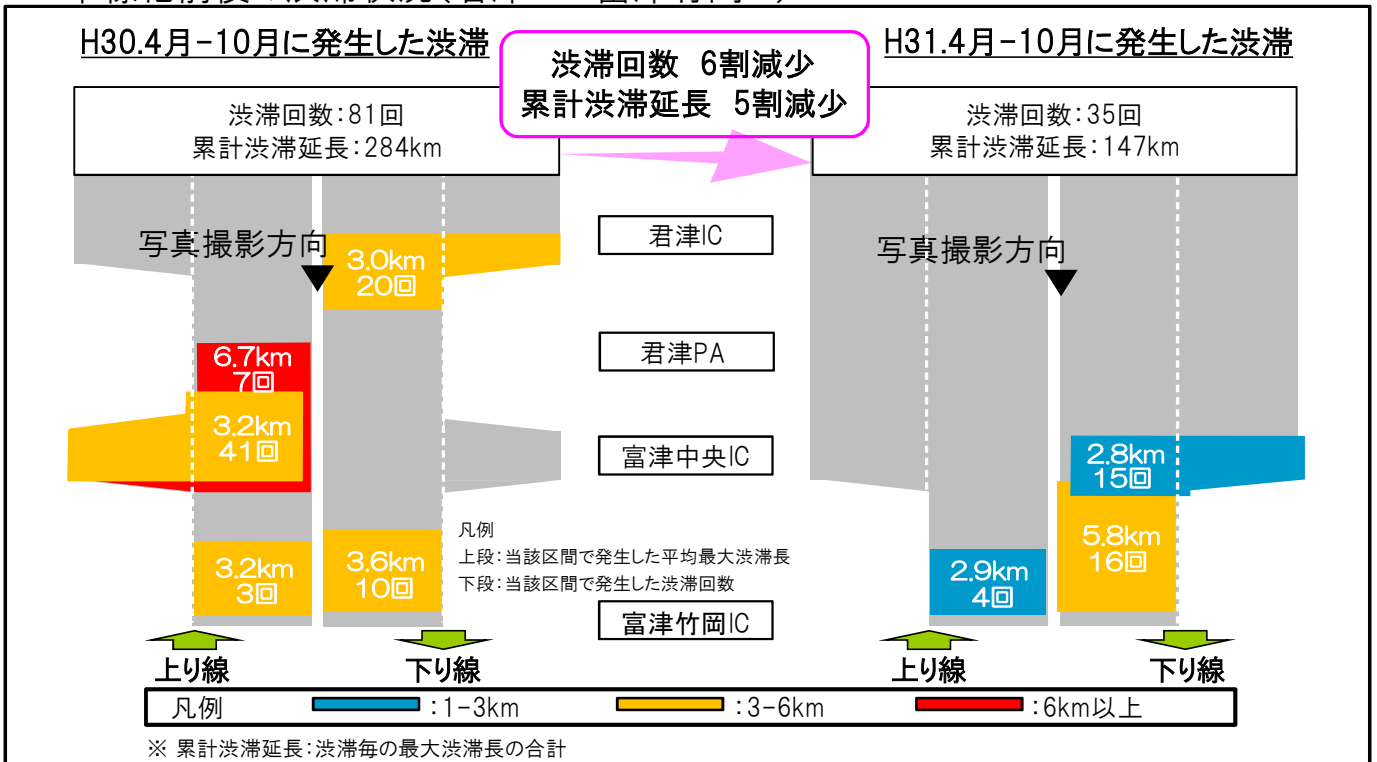 H30.4月-10月に発生した渋滞
渋滞回数 6割減少
累計渋滞延長 5割減少
H31.4月-10月に発生した渋滞
渋滞回数:81回
累計渋滞延長:284km
渋滞回数:35回
累計渋滞延長:147km
写真撮影方向
3.0km
20回
君津IC
写真撮影方向
6.7km
7回
君津PA
3.2km
41回
富津中央IC
2.8km
15回
3.2km
3回
3.6km
10回
凡例
上段:当該区間で発生した平均最大渋滞長
下段:当該区間で発生した渋滞回数
富津竹岡IC
2.9km
4回
5.8km
16回
上り線
下り線
上り線
下り線
凡例 :1-3km :3-6km :6km以上
※ 累計渋滞延長:渋滞毎の最大渋滞長の合計